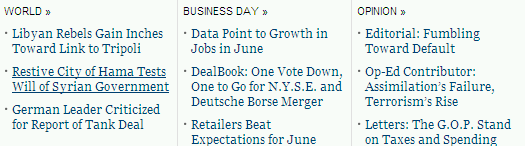 WORLD »
• Libyan Rebels Gain Inches
Toward Link to Tripoli
• Restive City of Hama Tests
Will of Syrian Government
• German Leader Criticized
for Report of Tank Deal
BUSINESS DAY »
• Data Point to Growth in
Jobs in June
• DealBook: One Vote Down,
One to Go for N.Y.S.E. and
Deutsche Borse Merger
• Retailers Beat
Expectations for June
OPINION »
• Editorial: Fumbling
Toward Default
• Op-Ed Contributor:
Assimilation's Failure,
Terrorism's Rise
• Letters: The G.O.P. Stand
on Taxes and Spending